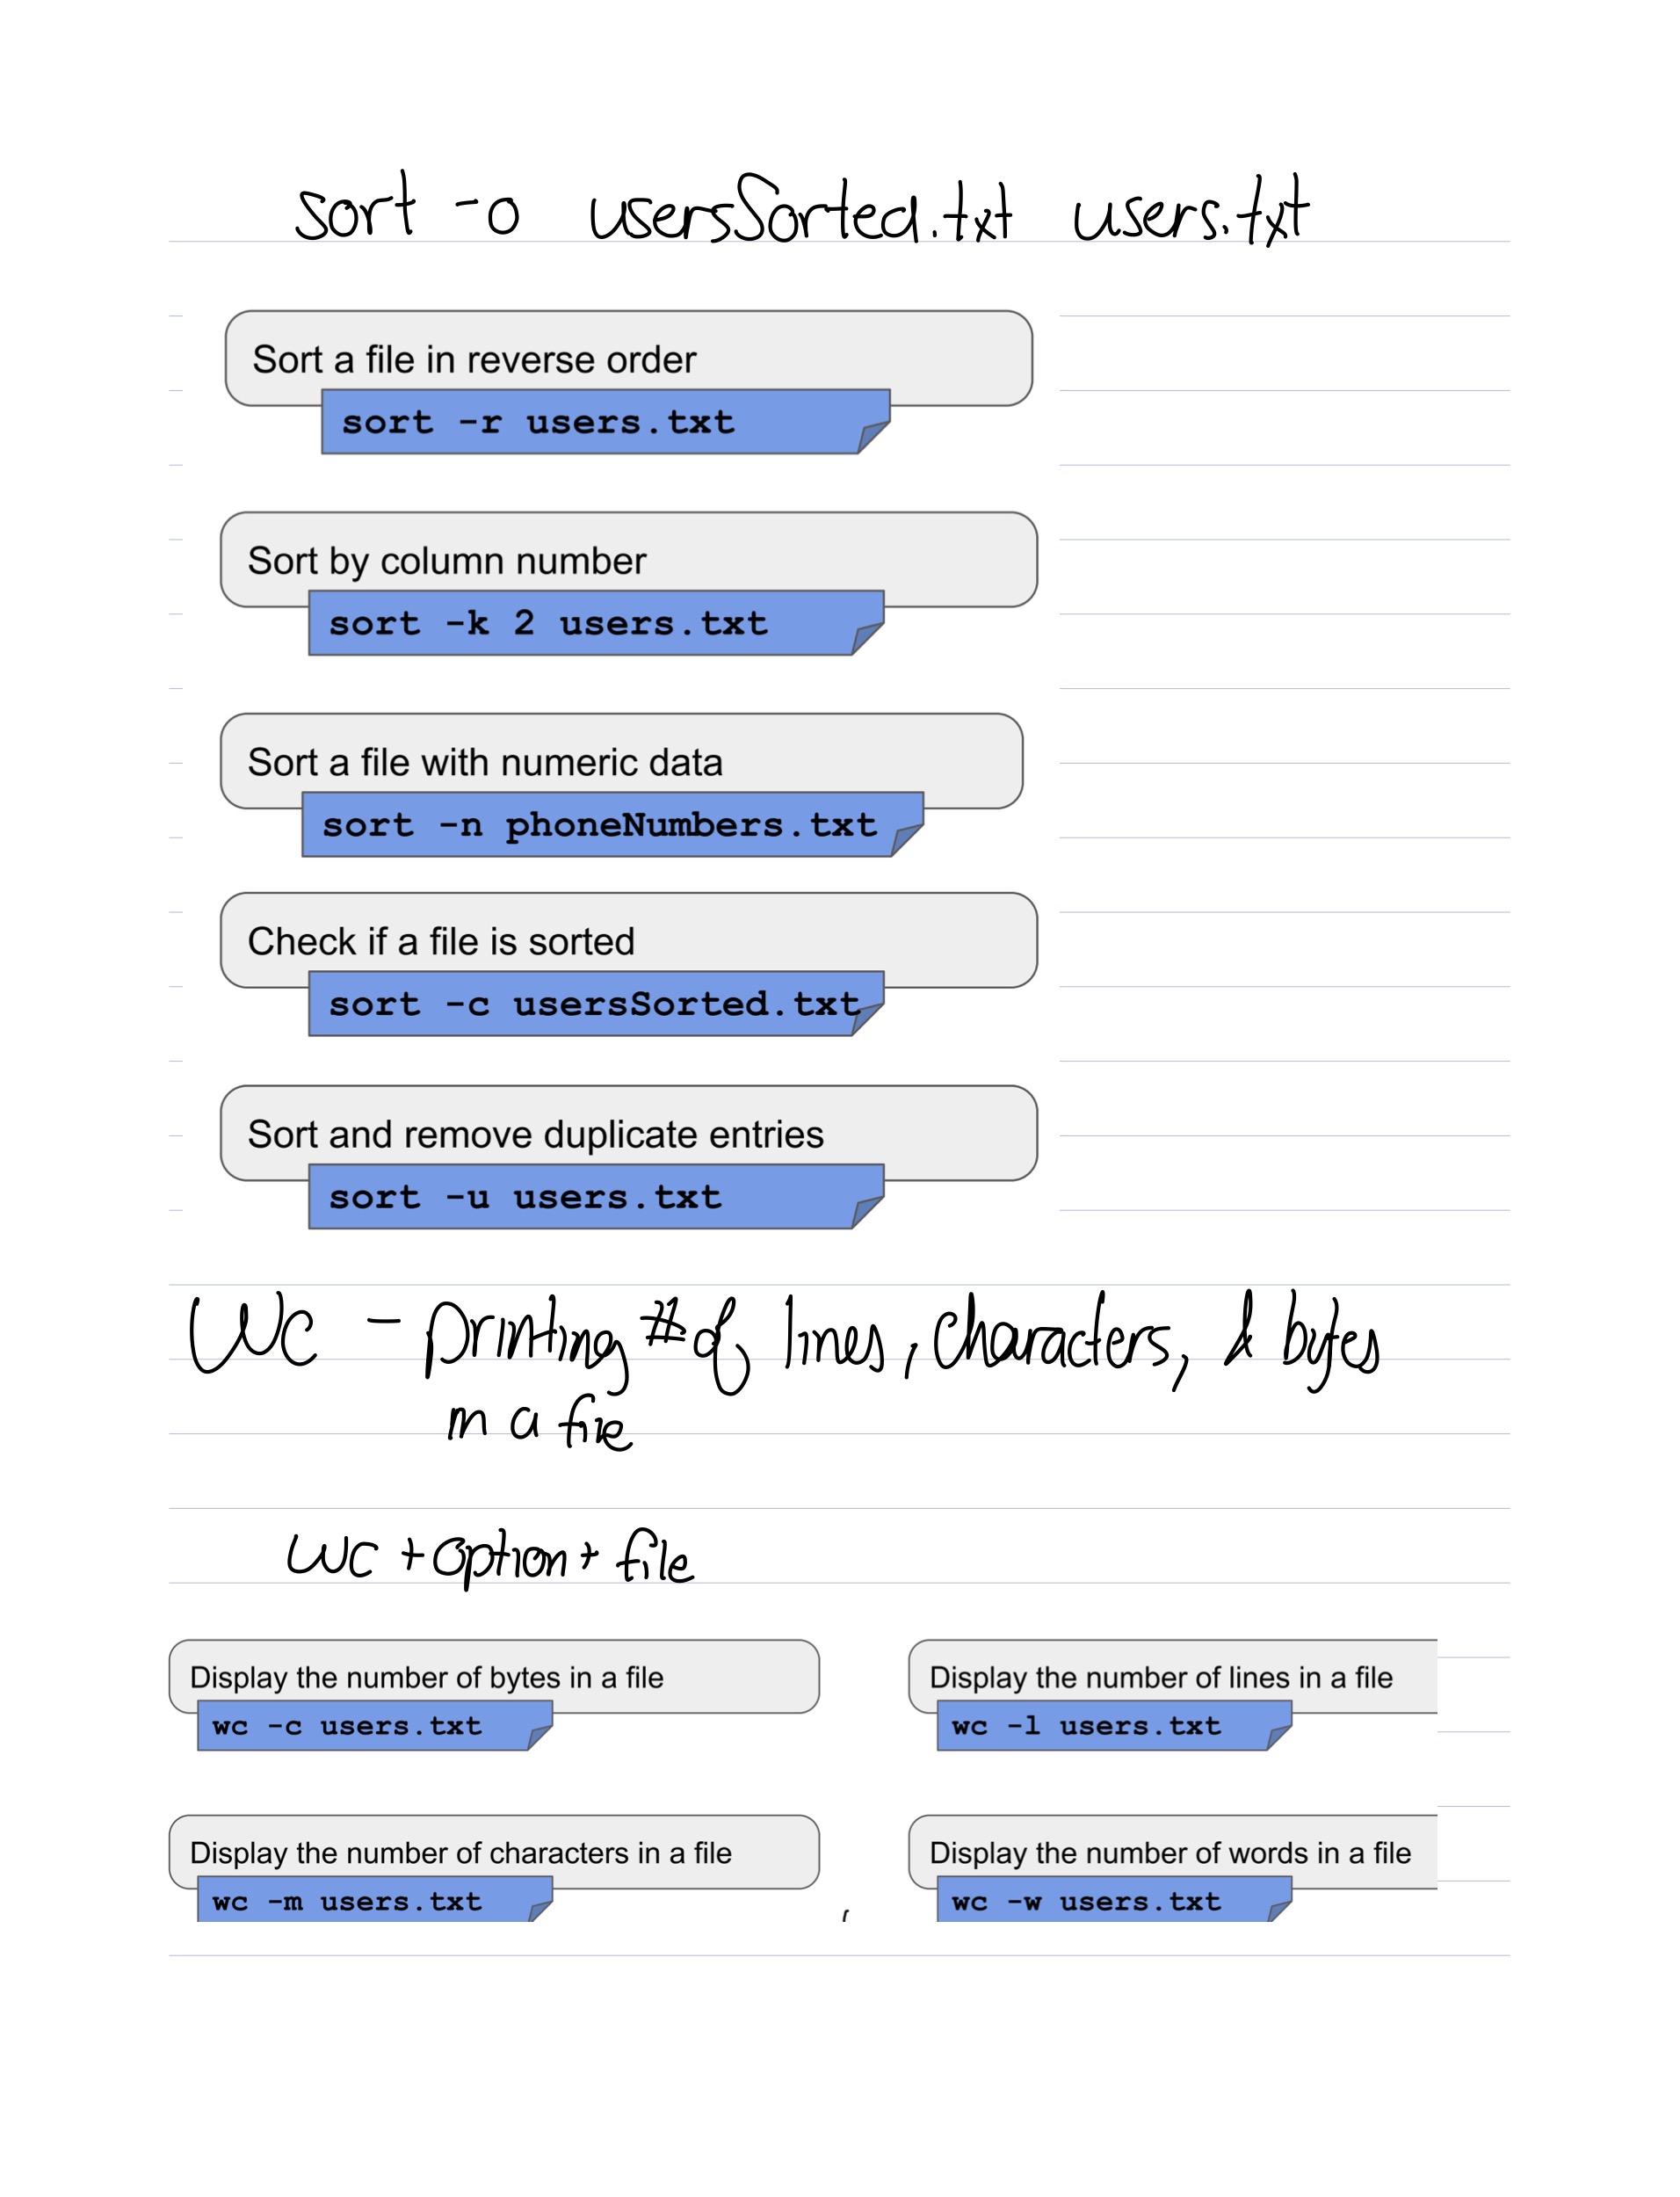 sort -o usersSorted.txt users.txt
Sort a file in reverse order
sort -r users.txt
Sort by column number
sort -k 2 users.txt
Sort a file with numeric data
sort -n phoneNumbers.txt
Check if a file is sorted
sort -c usersSorted.txt
Sort and remove duplicate entries
sort -u users.txt
WC - printing # of lines, characters, & bytes
in a file
WC + option + file
Display the number of bytes in a file
wc -c users.txt
Display the number of lines in a file
wc -l users.txt
Display the number of characters in a file
wc -m users.txt
Display the number of words in a file
wc -w users.txt